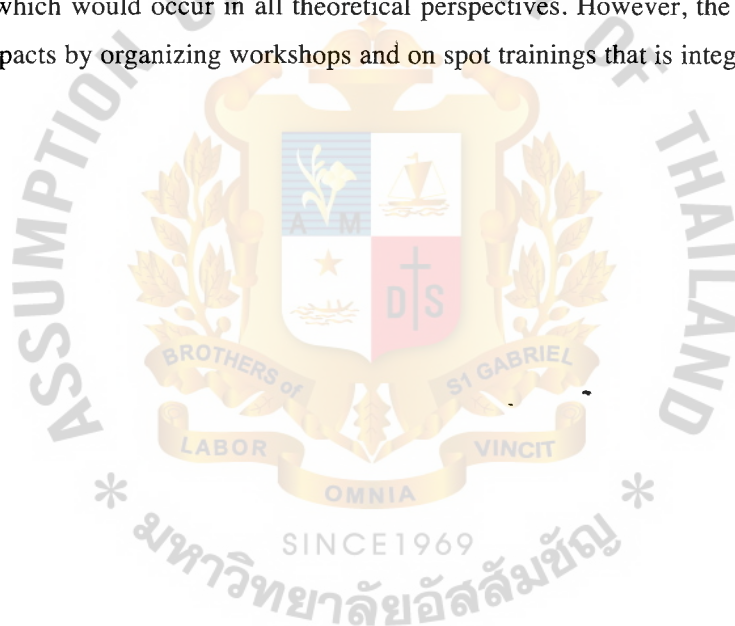 which would occur in all theoretical perspectives. However, the
pacts by organizing workshops and on spot trainings that is integ
ASSUMPTION
OF THAILAND
A M
D S
BROTHERS of
S1 GABRIEL
LABOR
VINCIT
OMNIA
SINCE1969
มหาวิทยาลัยอัสสัมชัญ